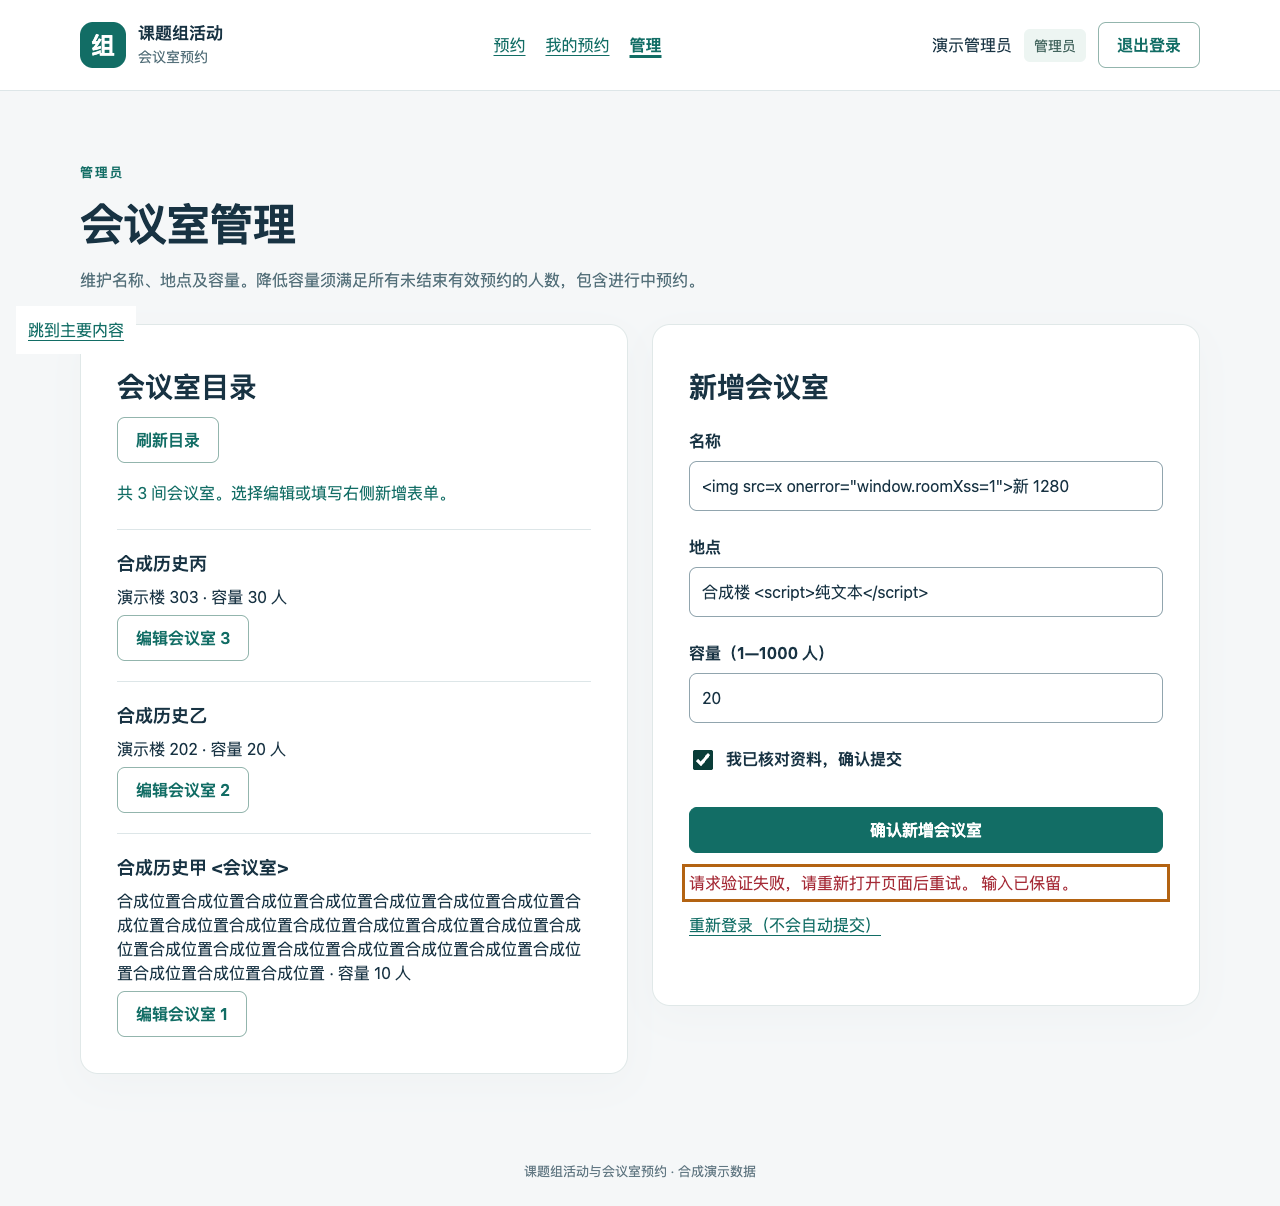 组
课题组活动
会议室预约
预约 我的预约 管理
演示管理员 管理员 退出登录
管理员
会议室管理
维护名称、地点及容量。降低容量须满足所有未结束有效预约的人数，包含进行中预约。
跳到主要内容
会议室目录
刷新目录
共 3 间会议室。选择编辑或填写右侧新增表单。
合成历史丙
演示楼 303 · 容量 30 人
编辑会议室 3
合成历史乙
演示楼 202 · 容量 20 人
编辑会议室 2
合成历史甲 <会议室>
合成位置合成位置合成位置合成位置合成位置合成位置合成位置合
成位置合成位置合成位置合成位置合成位置合成位置合成位置合成
位置合成位置合成位置合成位置合成位置合成位置合成位置合成位
置合成位置合成位置合成位置 · 容量 10 人
编辑会议室 1
新增会议室
名称
<img src=x onerror="window.roomXss=1">新 1280
地点
合成楼 <script>纯文本</script>
容量（1—1000 人）
20
我已核对资料，确认提交
确认新增会议室
请求验证失败，请重新打开页面后重试。 输入已保留。
重新登录（不会自动提交）
课题组活动与会议室预约 · 合成演示数据